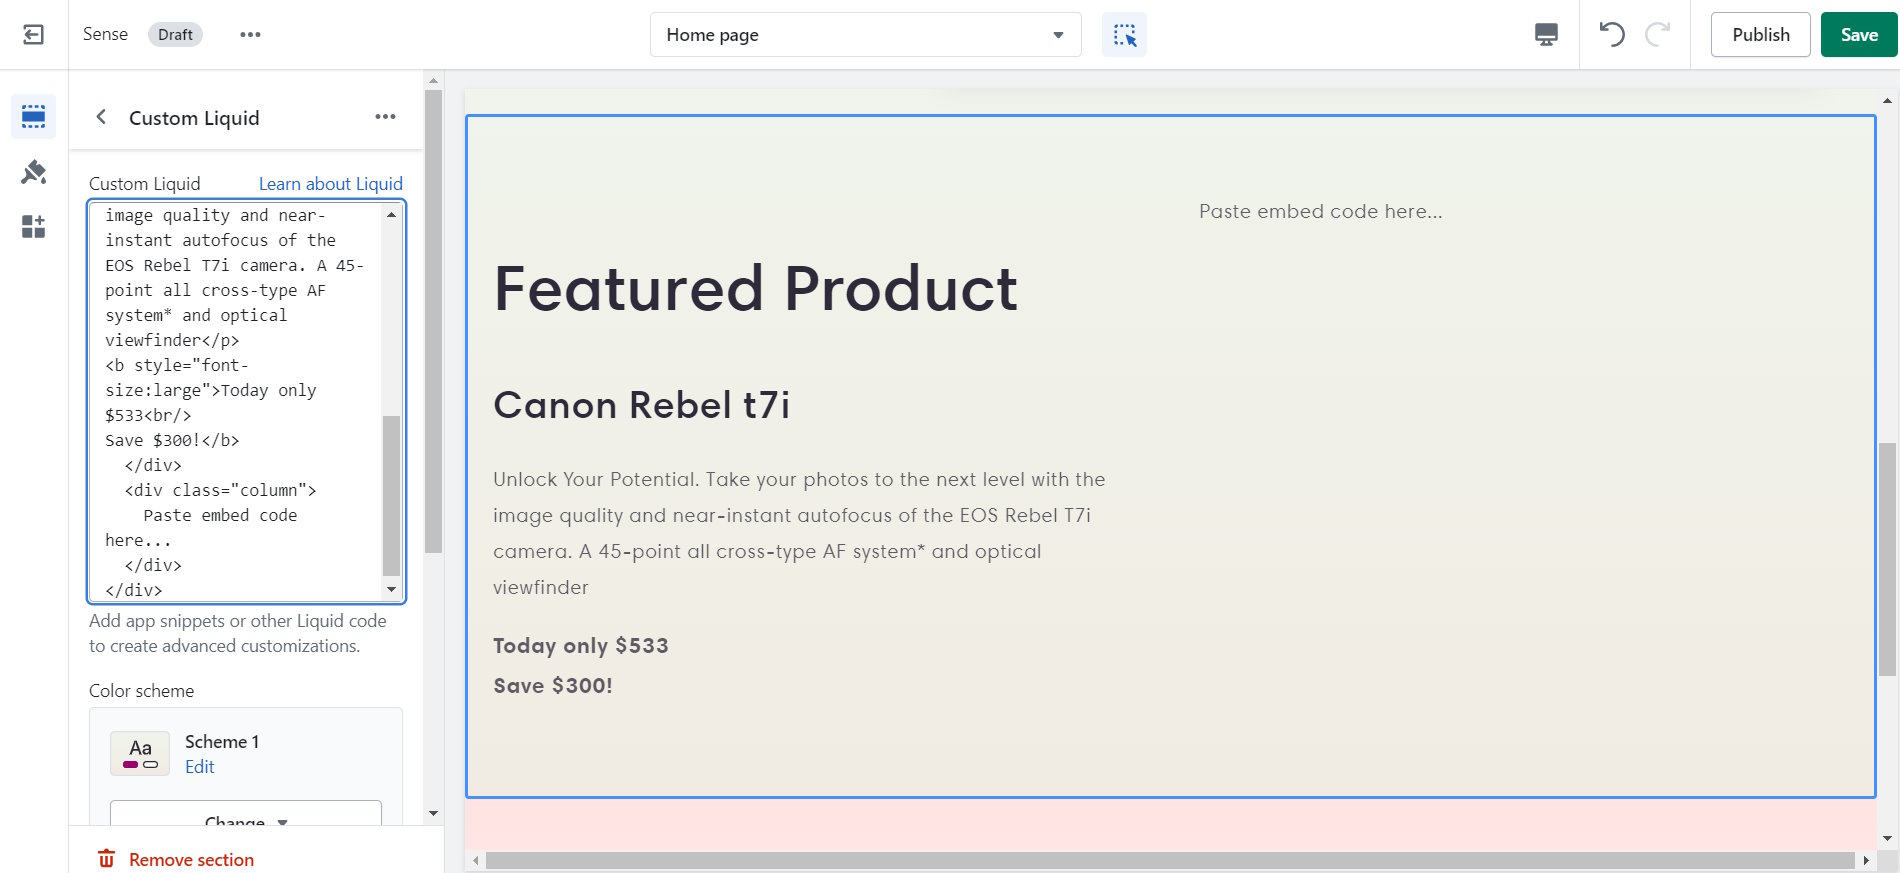 Sense
Draft
Home page
Publish
Save
Custom Liquid
Custom Liquid
Learn about Liquid
image quality and near-
instant autofocus of the
EOS Rebel T7i camera. A 45-
point all cross-type AF
system* and optical
viewfinder</p>
<b style="font-
size:large">Today only
$533<br/>
Save $300!</b>
</div>
<div class="column">
Paste embed code
here...
</div>
</div>
Add app snippets or other Liquid code
to create advanced customizations.
Color scheme
Aa
Scheme 1
Edit
Change
Remove section
Paste embed code here...
Featured Product
Canon Rebel t7i
Unlock Your Potential. Take your photos to the next level with the
image quality and near-instant autofocus of the EOS Rebel T7i
camera. A 45-point all cross-type AF system* and optical
viewfinder
Today only $533
Save $300!